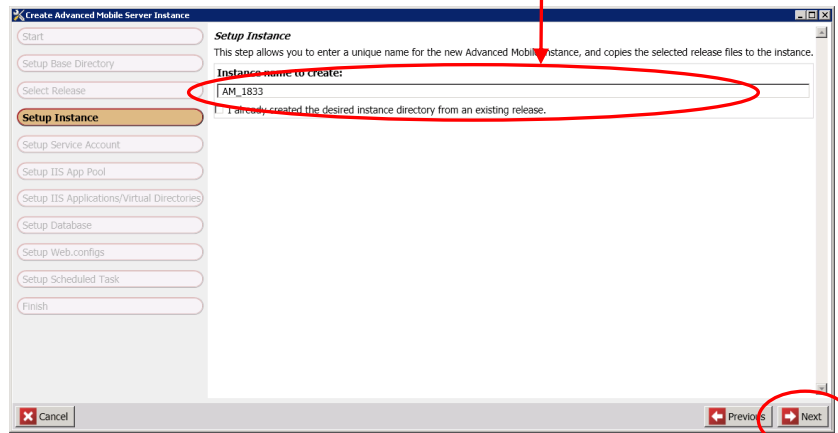 Create Advanced Mobile Server Instance
Start
Setup Base Directory
Select Release
Setup Instance
Setup Service Account
Setup IIS App Pool
Setup IIS Applications/Virtual Directories
Setup Database
Setup Web.configs
Setup Scheduled Task
Finish
Setup Instance
This step allows you to enter a unique name for the new Advanced Mobile Instance, and copies the selected release files to the instance.
Instance name to create:
AM_1833
I already created the desired instance directory from an existing release.
Cancel
Previous
Next